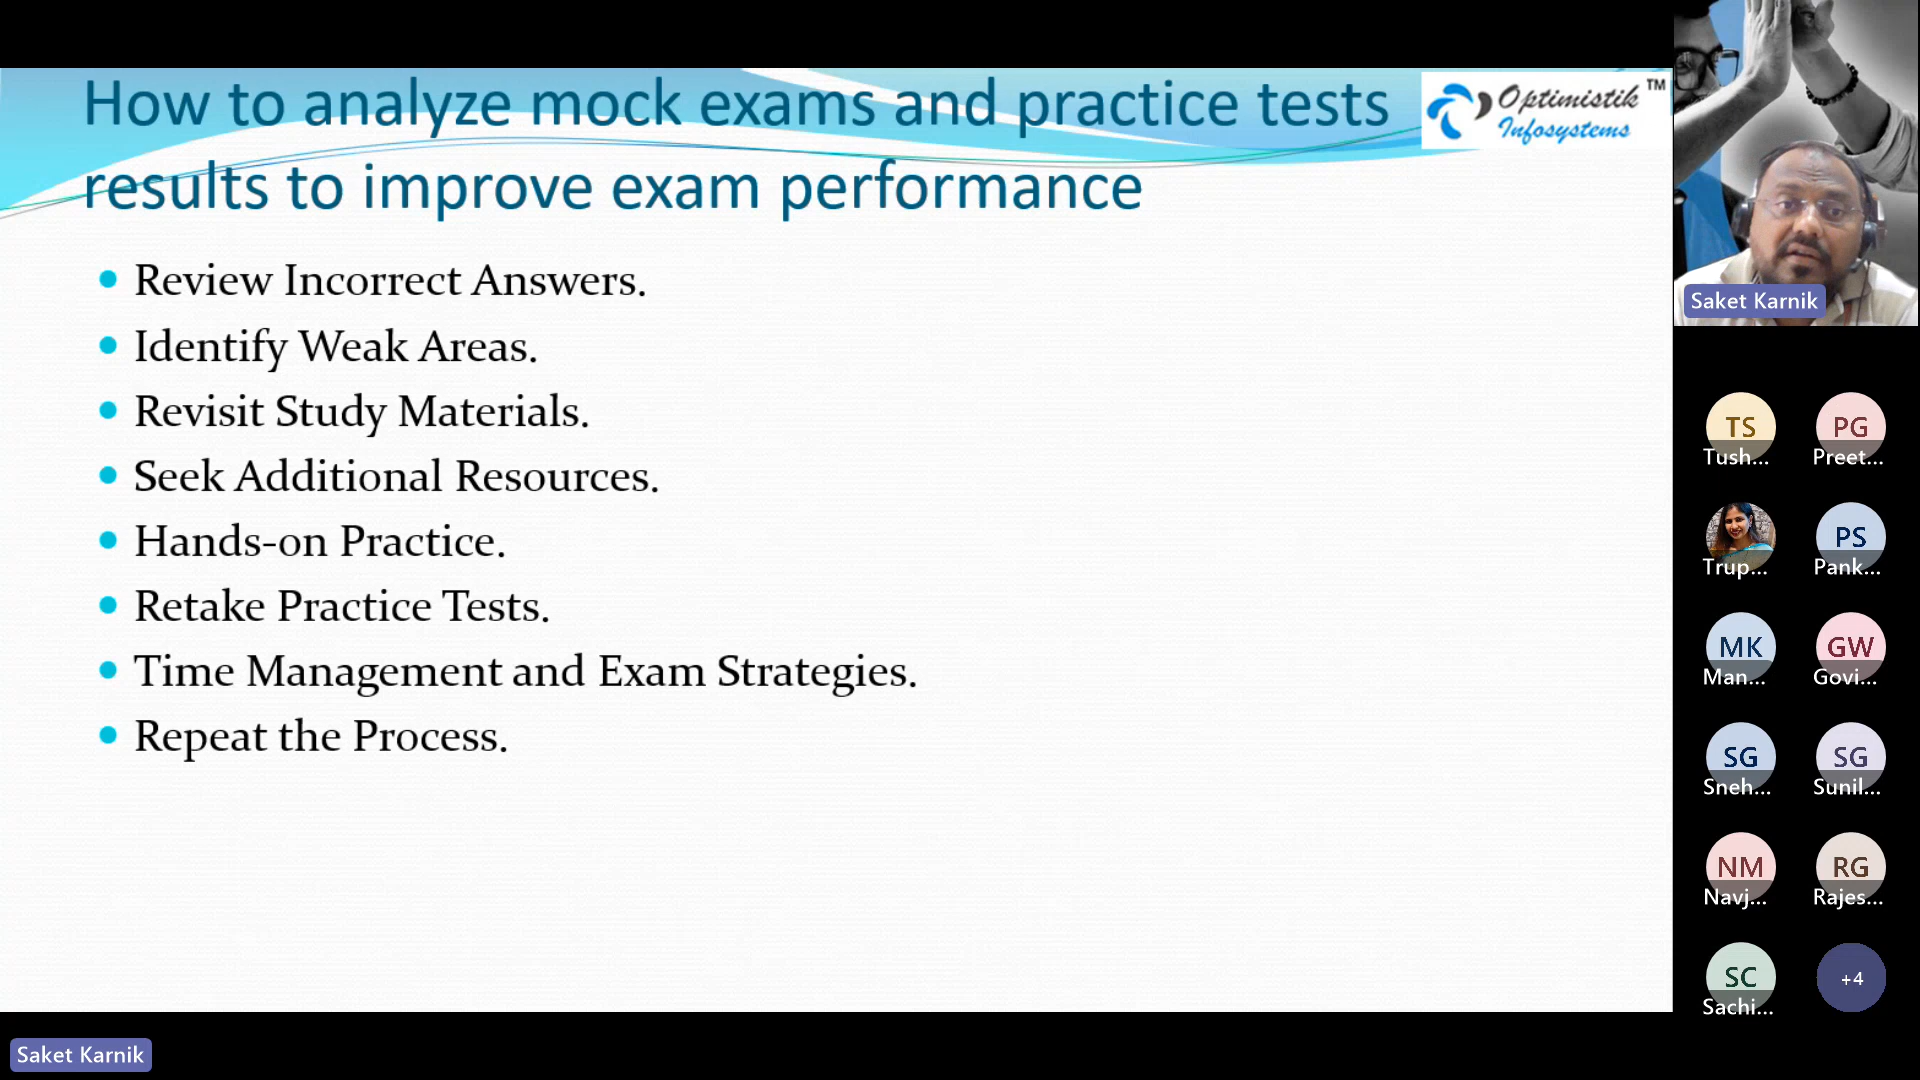 How to analyze mock exams and practice tests
results to improve exam performance
Optimistik ™
Infosystems
• Review Incorrect Answers.
• Identify Weak Areas.
• Revisit Study Materials.
• Seek Additional Resources.
• Hands-on Practice.
• Retake Practice Tests.
• Time Management and Exam Strategies.
• Repeat the Process.
Saket Karnik
TS PG
Tush... Preet...
PS
Trup... Pank...
MK GW
Man... Govi...
SG SG
Sneh... Sunil...
NM RG
Navj... Rajes...
SC +4
Sachi...
Saket Karnik